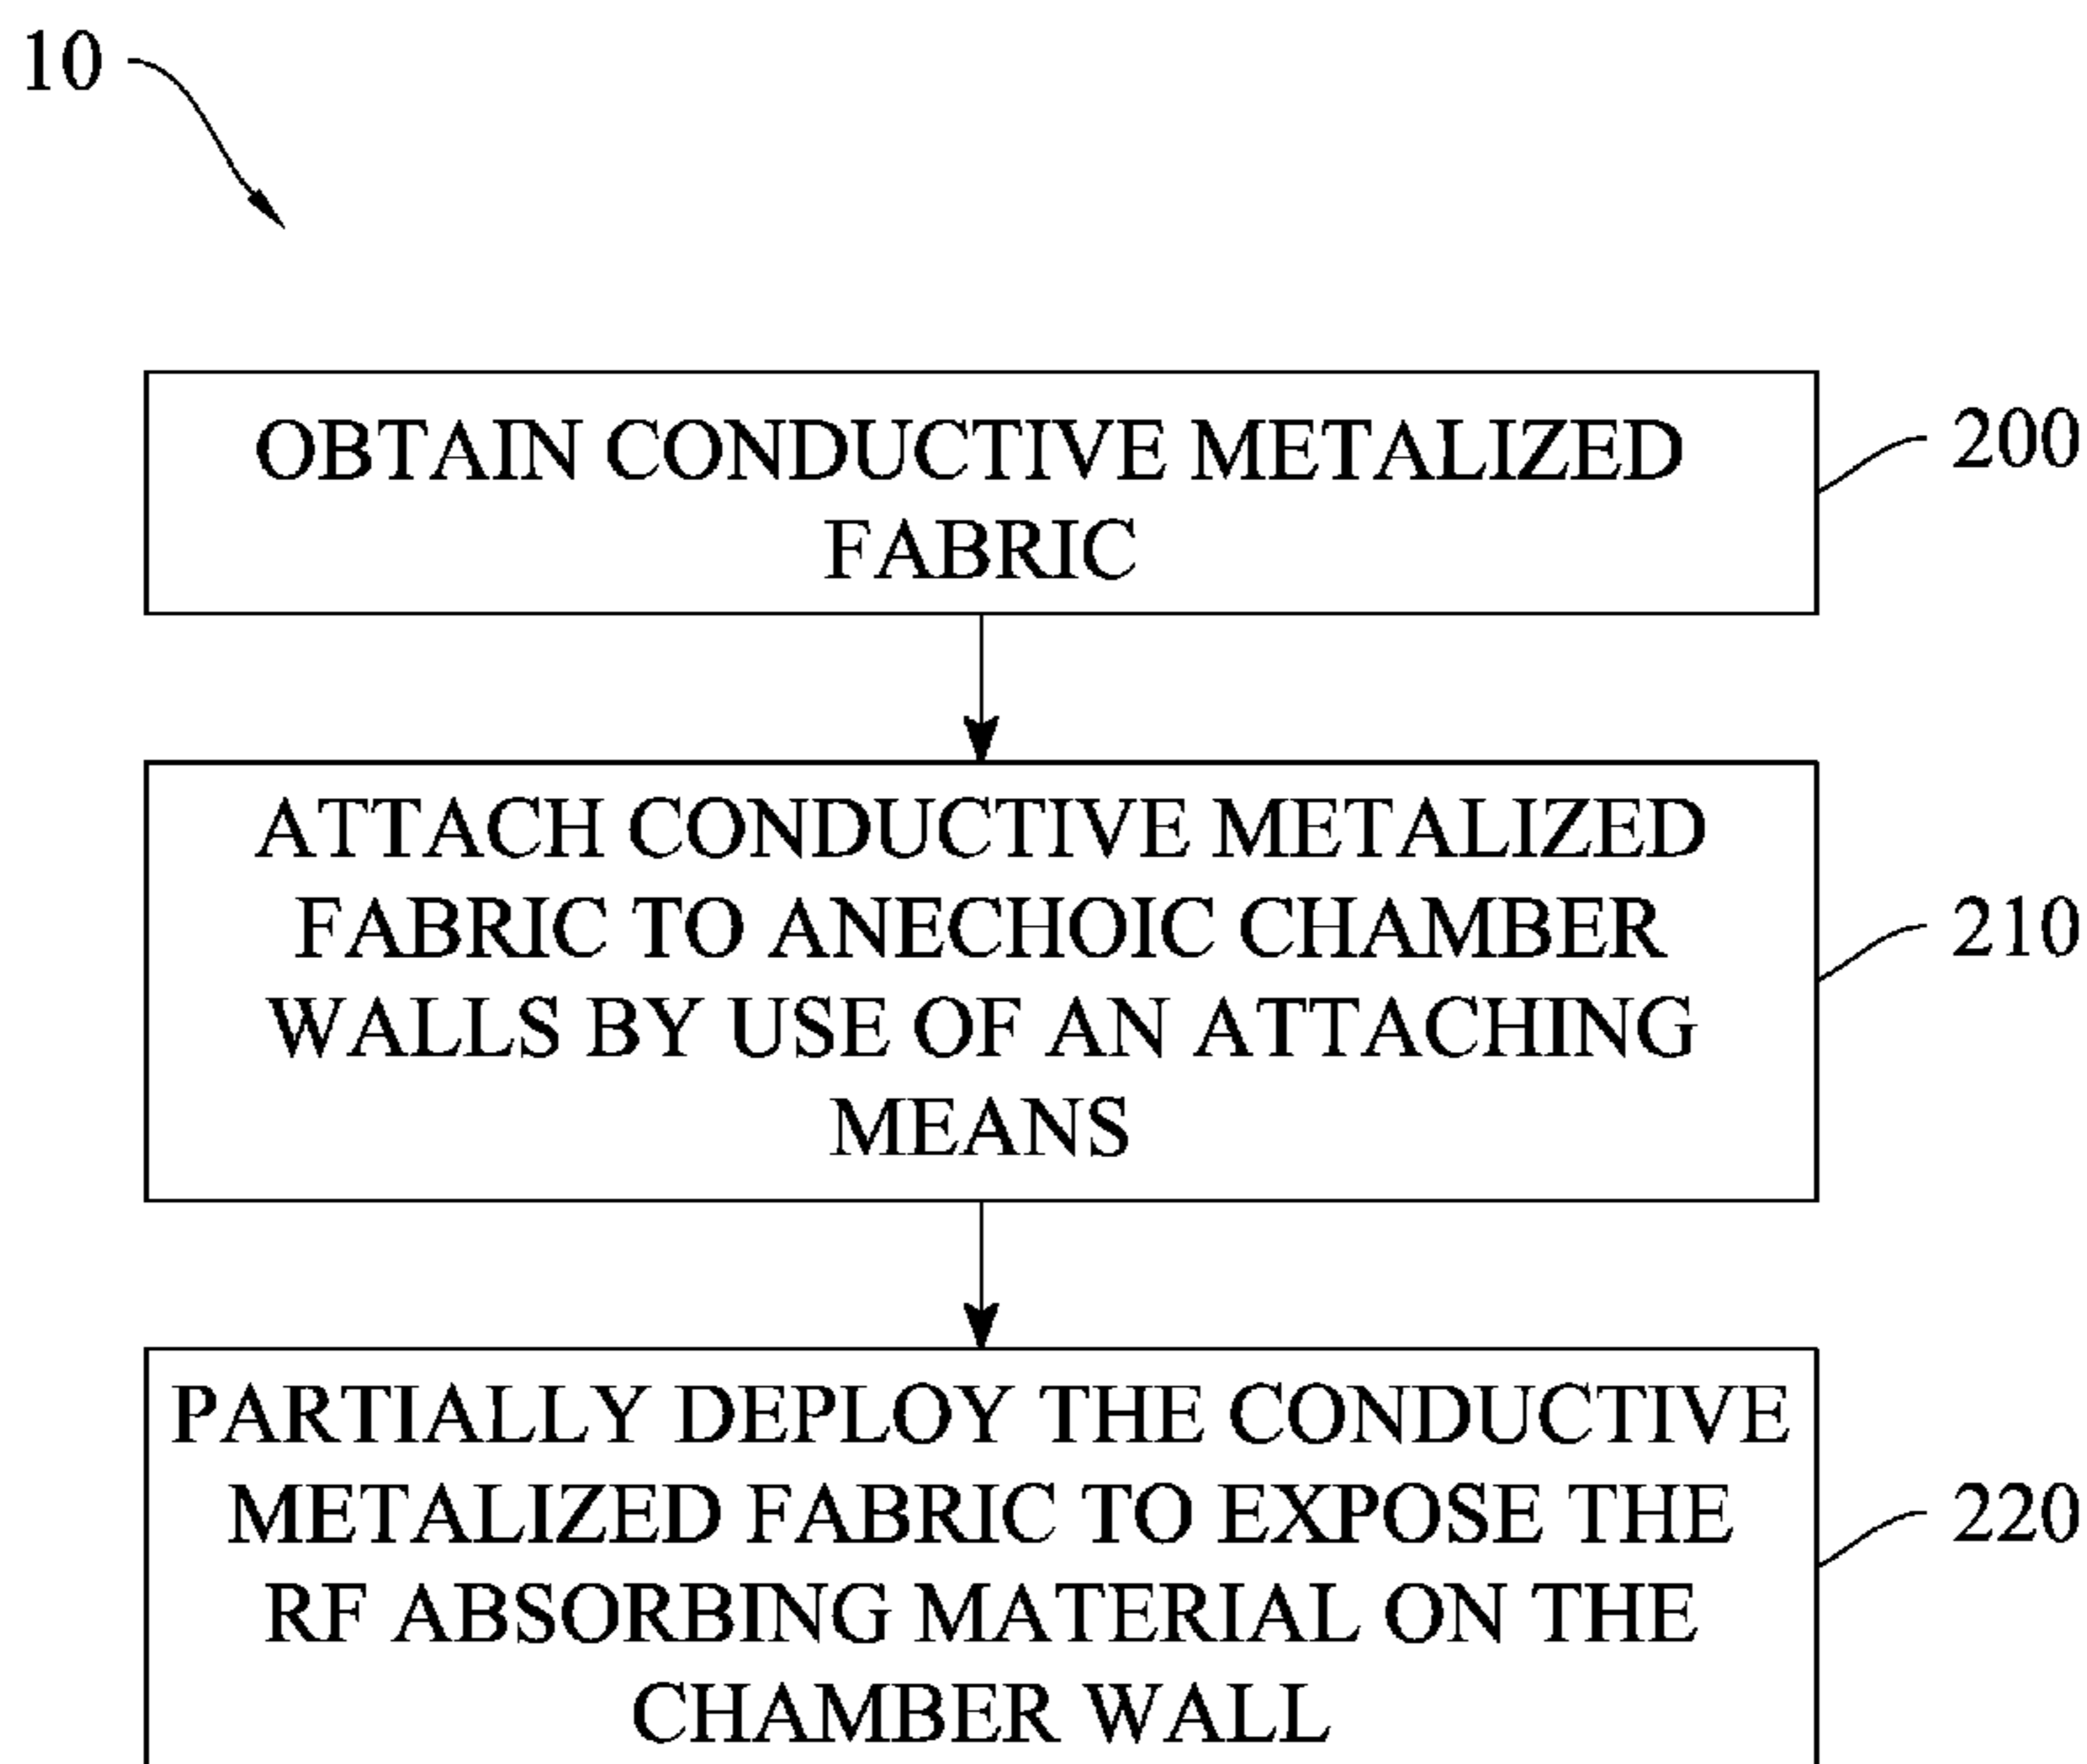 10
OBTAIN CONDUCTIVE METALIZED
FABRIC
200
ATTACH CONDUCTIVE METALIZED
FABRIC TO ANECHOIC CHAMBER
WALLS BY USE OF AN ATTACHING
MEANS
210
PARTIALLY DEPLOY THE CONDUCTIVE
METALIZED FABRIC TO EXPOSE THE
RF ABSORBING MATERIAL ON THE
CHAMBER WALL
220